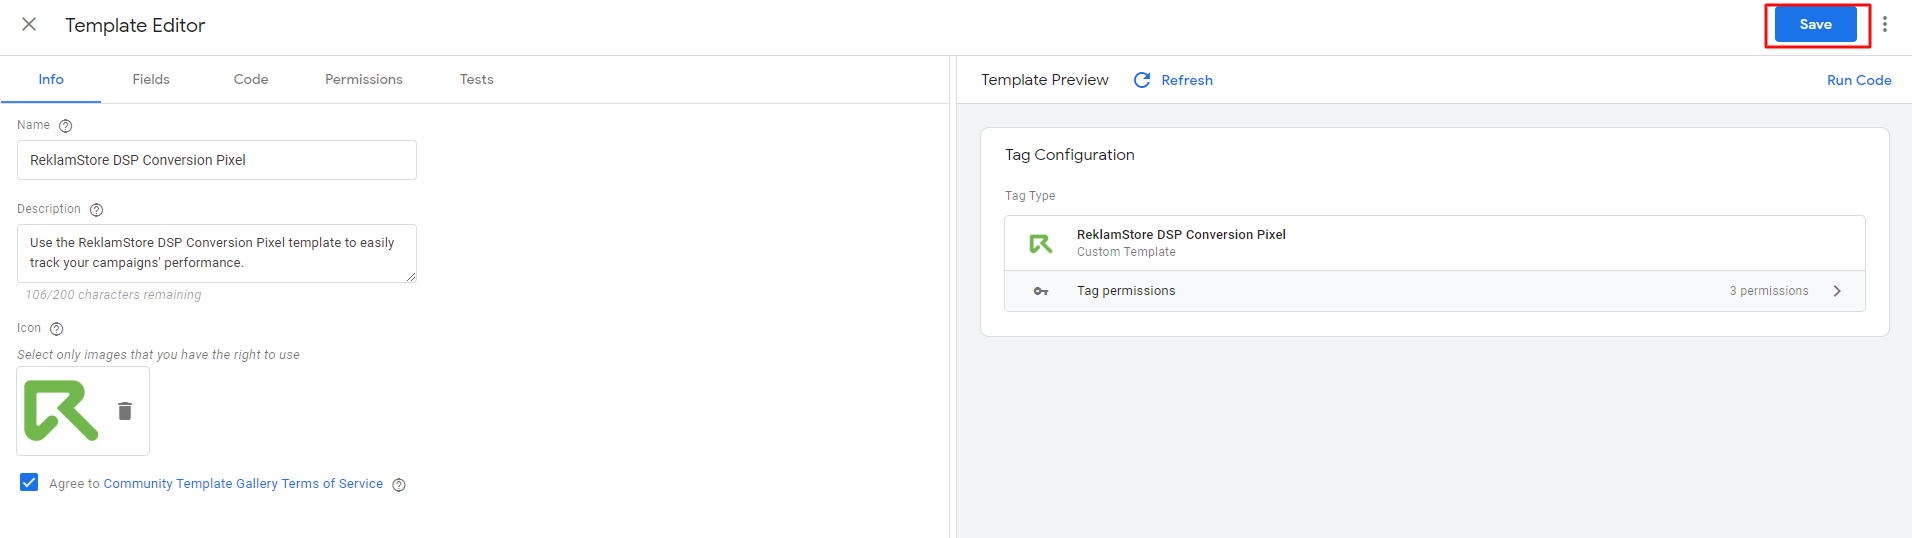 Template Editor
Save
Info
Fields
Code
Permissions
Tests
Template Preview
Refresh
Run Code
Name
ReklamStore DSP Conversion Pixel
Description
Use the ReklamStore DSP Conversion Pixel template to easily
track your campaigns' performance.
106/200 characters remaining
Icon
Select only images that you have the right to use
Agree to Community Template Gallery Terms of Service
Tag Configuration
Tag Type
ReklamStore DSP Conversion Pixel
Custom Template
Tag permissions
3 permissions